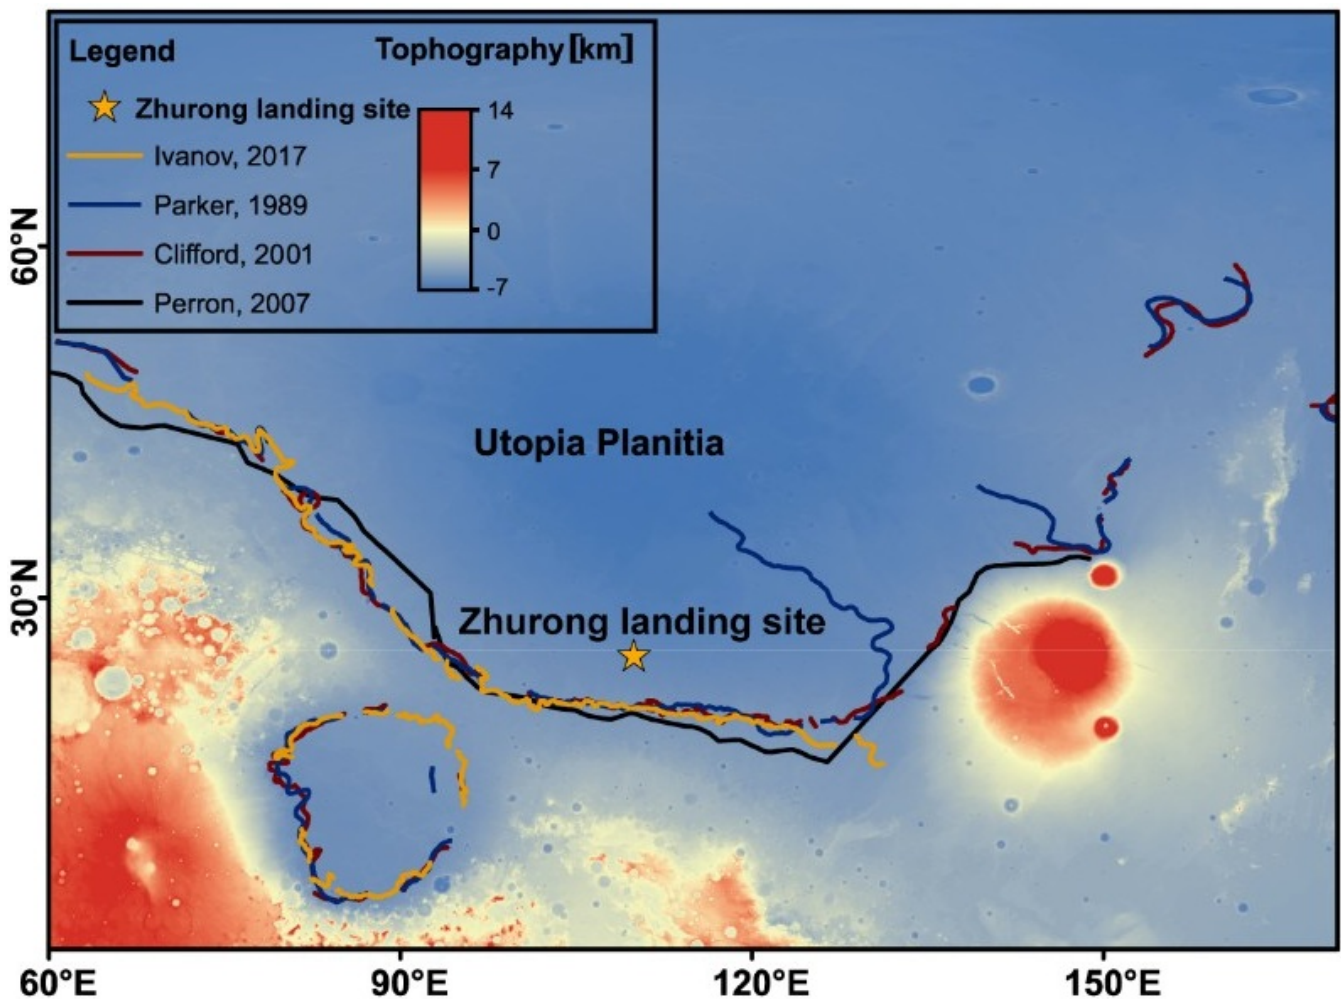 Legend
Tophography [km]
Zhurong landing site
14
Ivanov, 2017
7
Parker, 1989
0
Clifford, 2001
-7
Perron, 2007
60°N
Utopia Planitia
30°N
Zhurong landing site
60°E
90°E
120°E
150°E